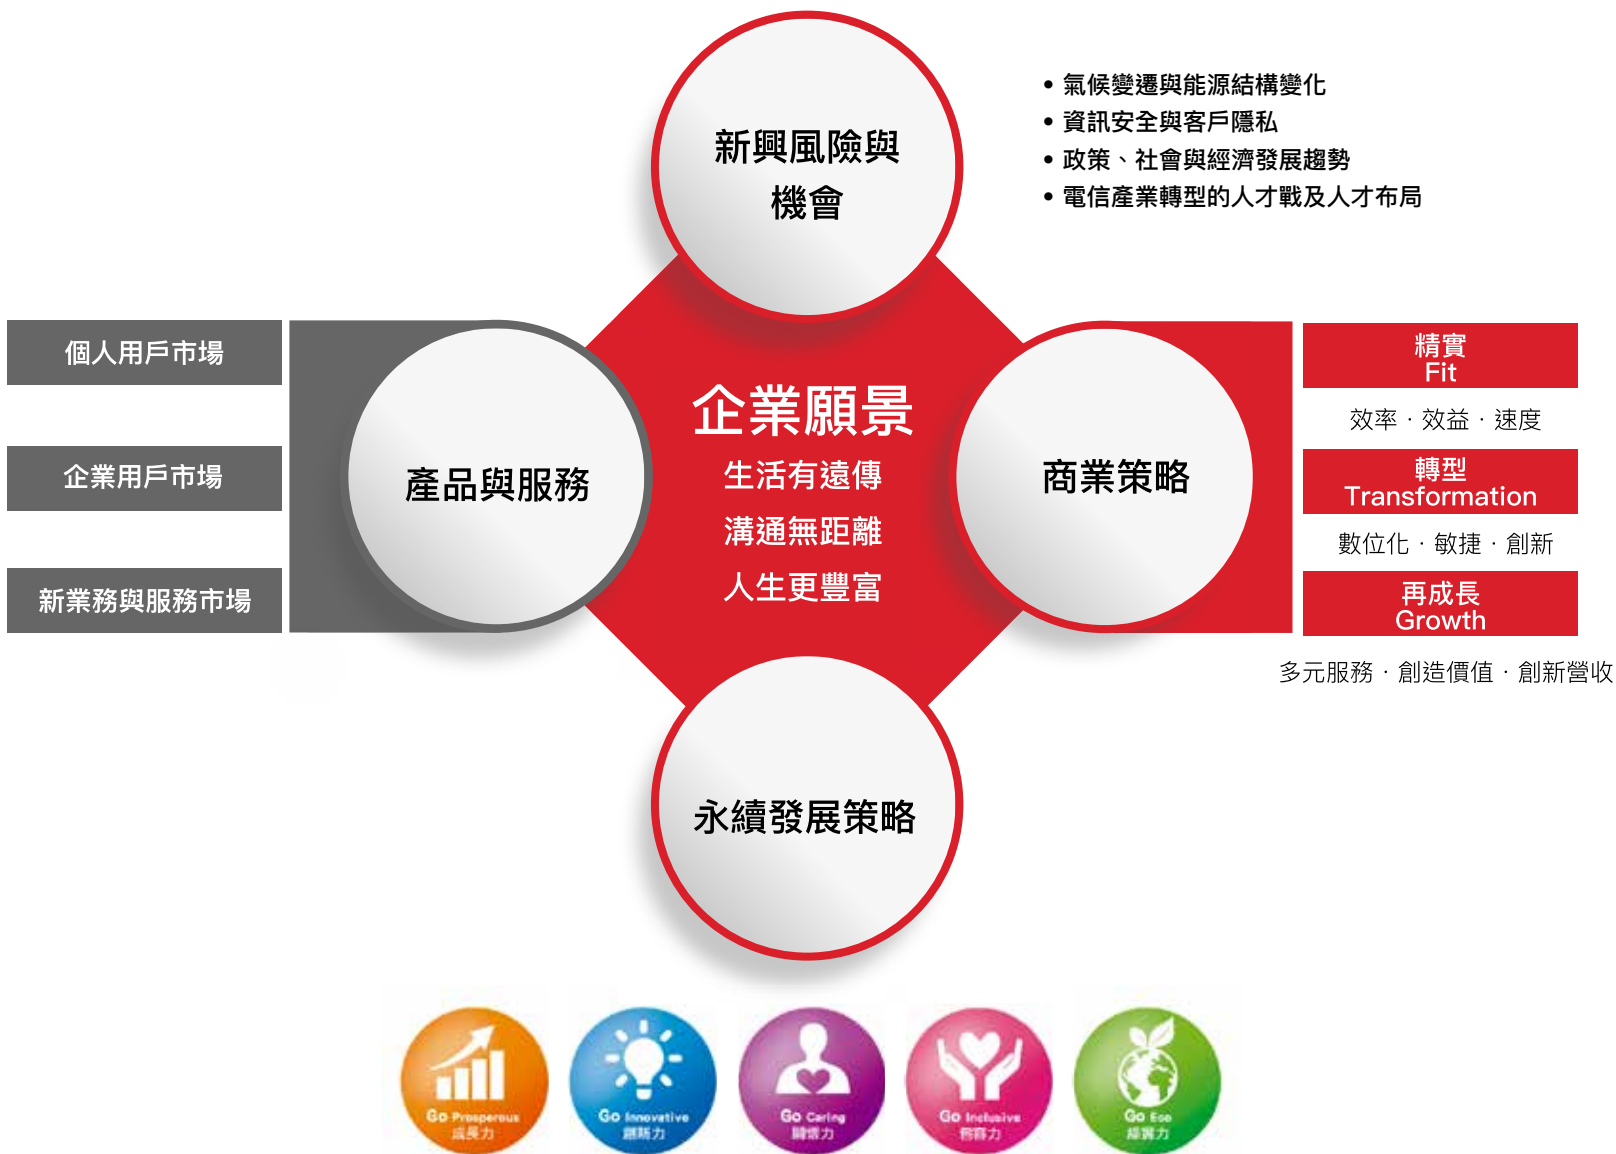 新興風險與
機會
• 氣候變遷與能源結構變化
• 資訊安全與客戶隱私
• 政策、社會與經濟發展趨勢
• 電信產業轉型的人才戰及人才布局
個人用戶市場
企業用戶市場
新業務與服務市場
產品與服務
企業願景
生活有遠傳
溝通無距離
人生更豐富
商業策略
精實
Fit
效率 · 效益 · 速度
轉型
Transformation
數位化 · 敏捷 · 創新
再成長
Growth
多元服務 · 創造價值 · 創新營收
永續發展策略
Go Prosperous
成長力
Go Innovative
創新力
Go Caring
關懷力
Go Inclusive
Go Eco